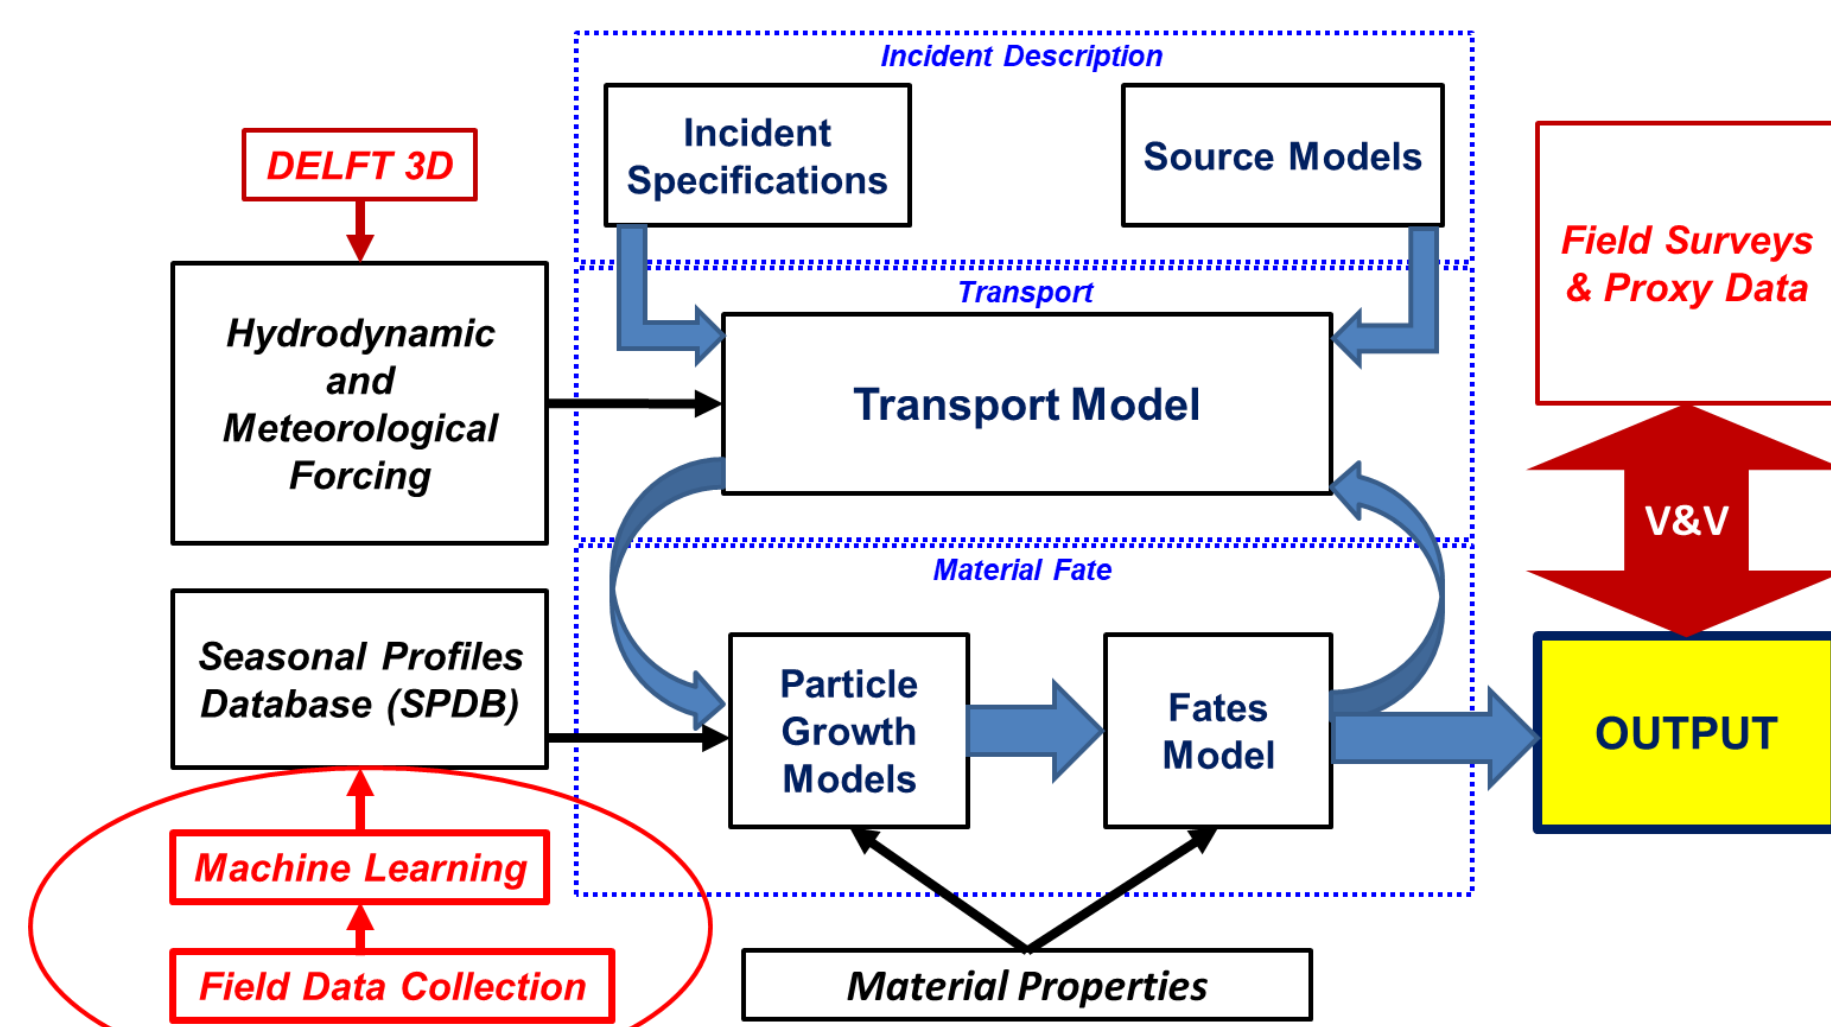 Incident Description
Incident
Specifications
Source Models
DELFT 3D
Field Surveys
& Proxy Data
Hydrodynamic
and
Meteorological
Forcing
Transport
Transport Model
V&V
Material Fate
Seasonal Profiles
Database (SPDB)
Particle
Growth
Models
Fates
Model
OUTPUT
Machine Learning
Field Data Collection
Material Properties